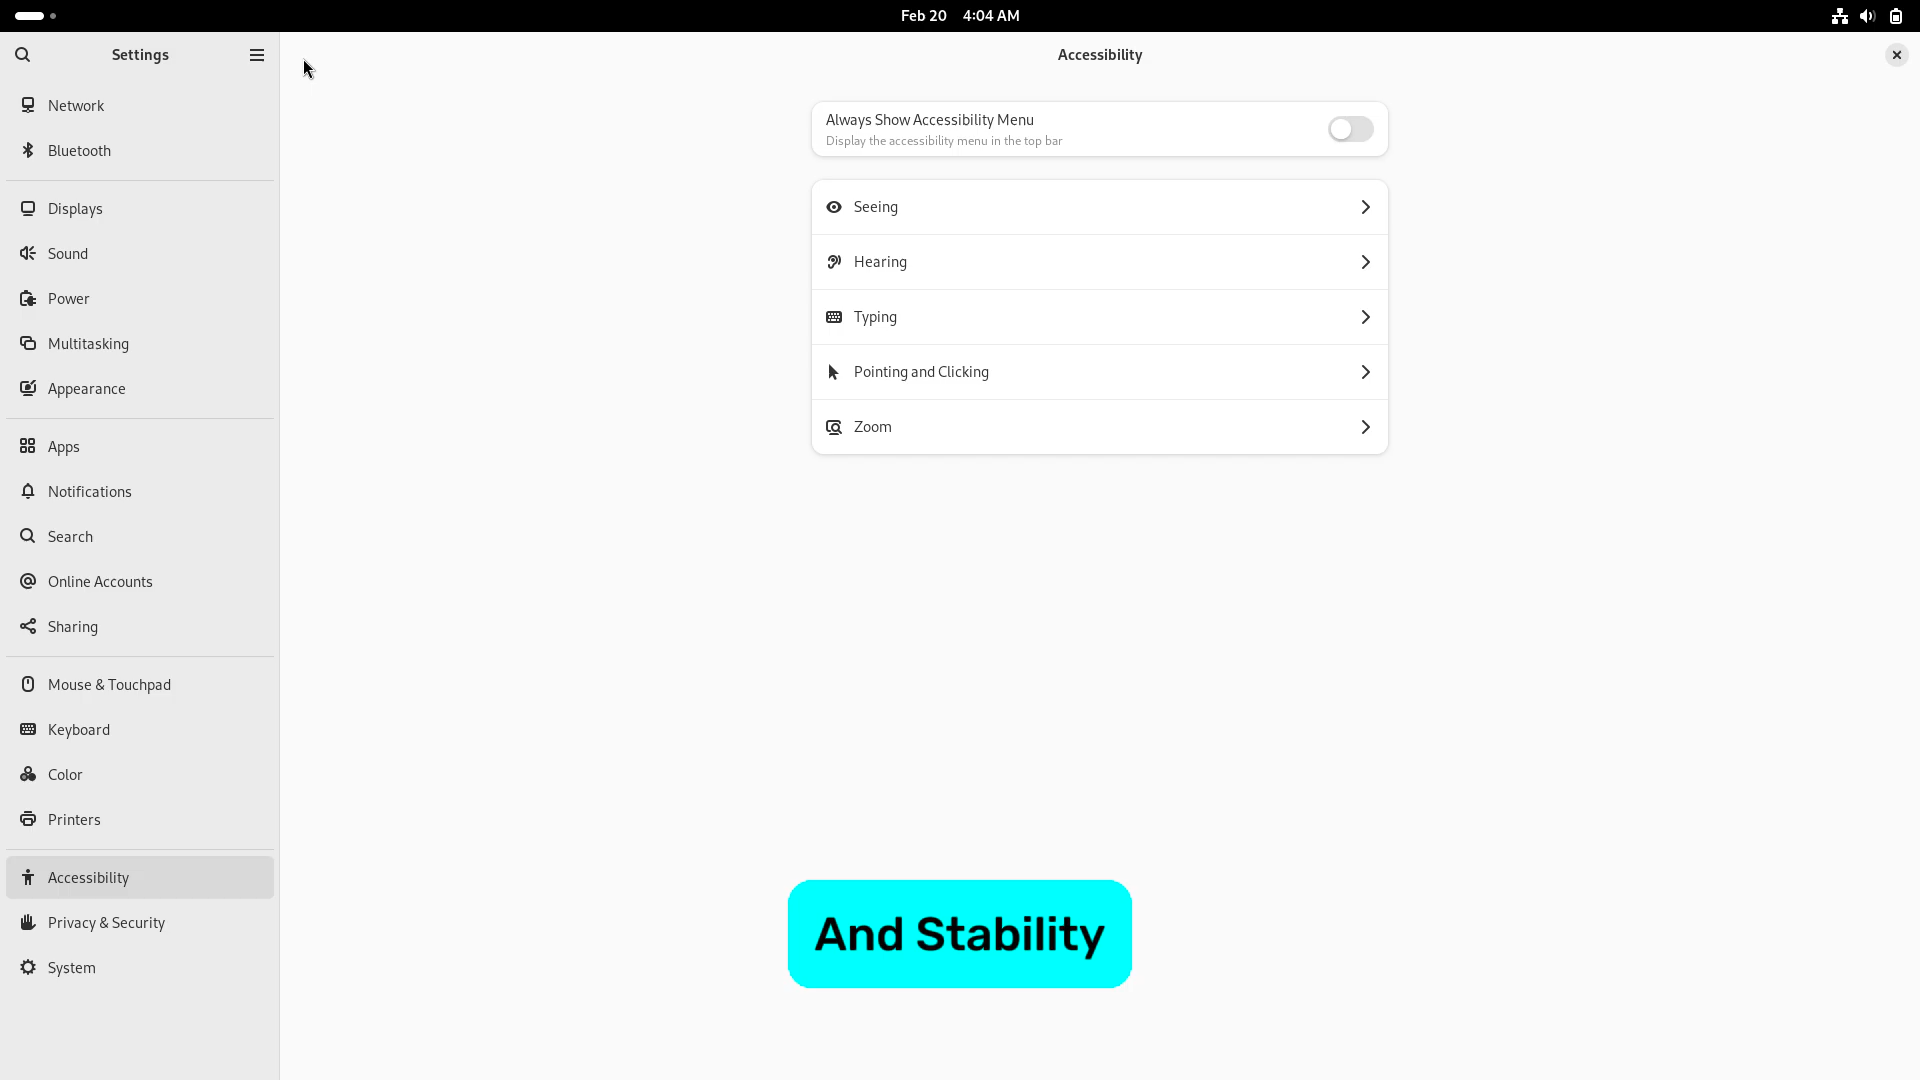 Feb 20 4:04 AM
Settings
Accessibility
Network
Bluetooth
Displays
Sound
Power
Multitasking
Appearance
Apps
Notifications
Search
Online Accounts
Sharing
Mouse & Touchpad
Keyboard
Color
Printers
Accessibility
Privacy & Security
System
Always Show Accessibility Menu
Display the accessibility menu in the top bar
Seeing
Hearing
Typing
Pointing and Clicking
Zoom
And Stability